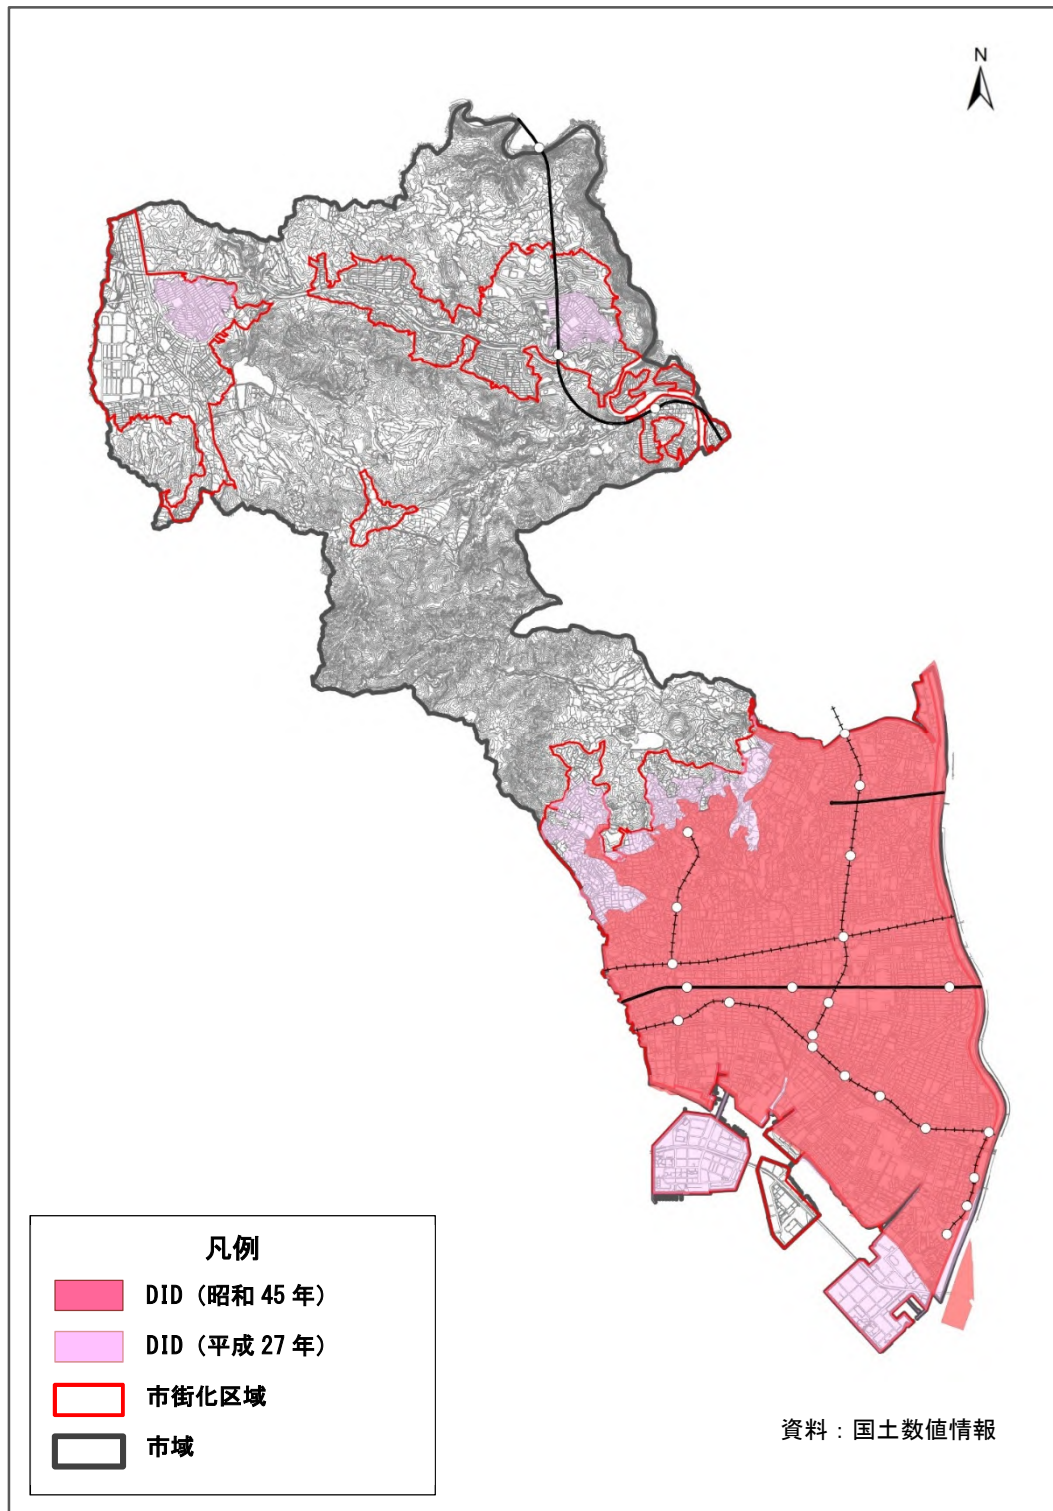 N
凡例
DID（昭和 45 年）
DID（平成 27 年）
市街化区域
市域
資料：国土数値情報